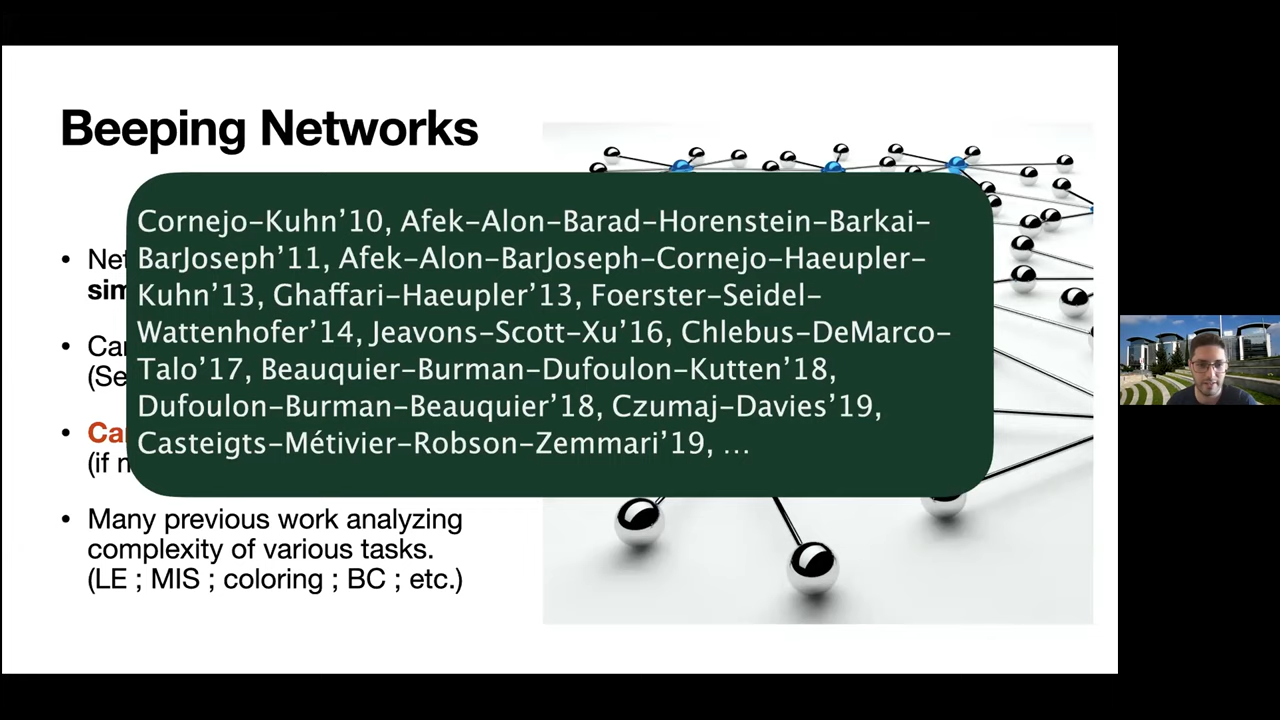 Beeping Networks
Cornejo-Kuhn'10, Afek-Alon-Barad-Horenstein-Barkai-
BarJoseph'11, Afek-Alon-BarJoseph-Cornejo-Haeupler-
Kuhn'13, Ghaffari-Haeupler'13, Foerster-Seidel-
Wattenhofer'14, Jeavons-Scott-Xu'16, Chlebus-DeMarco-
Talo'17, Beauquier-Burman-Dufoulon-Kutten'18,
Dufoulon-Burman-Beauquier'18, Czumaj-Davies'19,
Casteigts-Métivier-Robson-Zemmari'19, …
• Many previous work analyzing
complexity of various tasks.
(LE ; MIS ; coloring ; BC ; etc.)